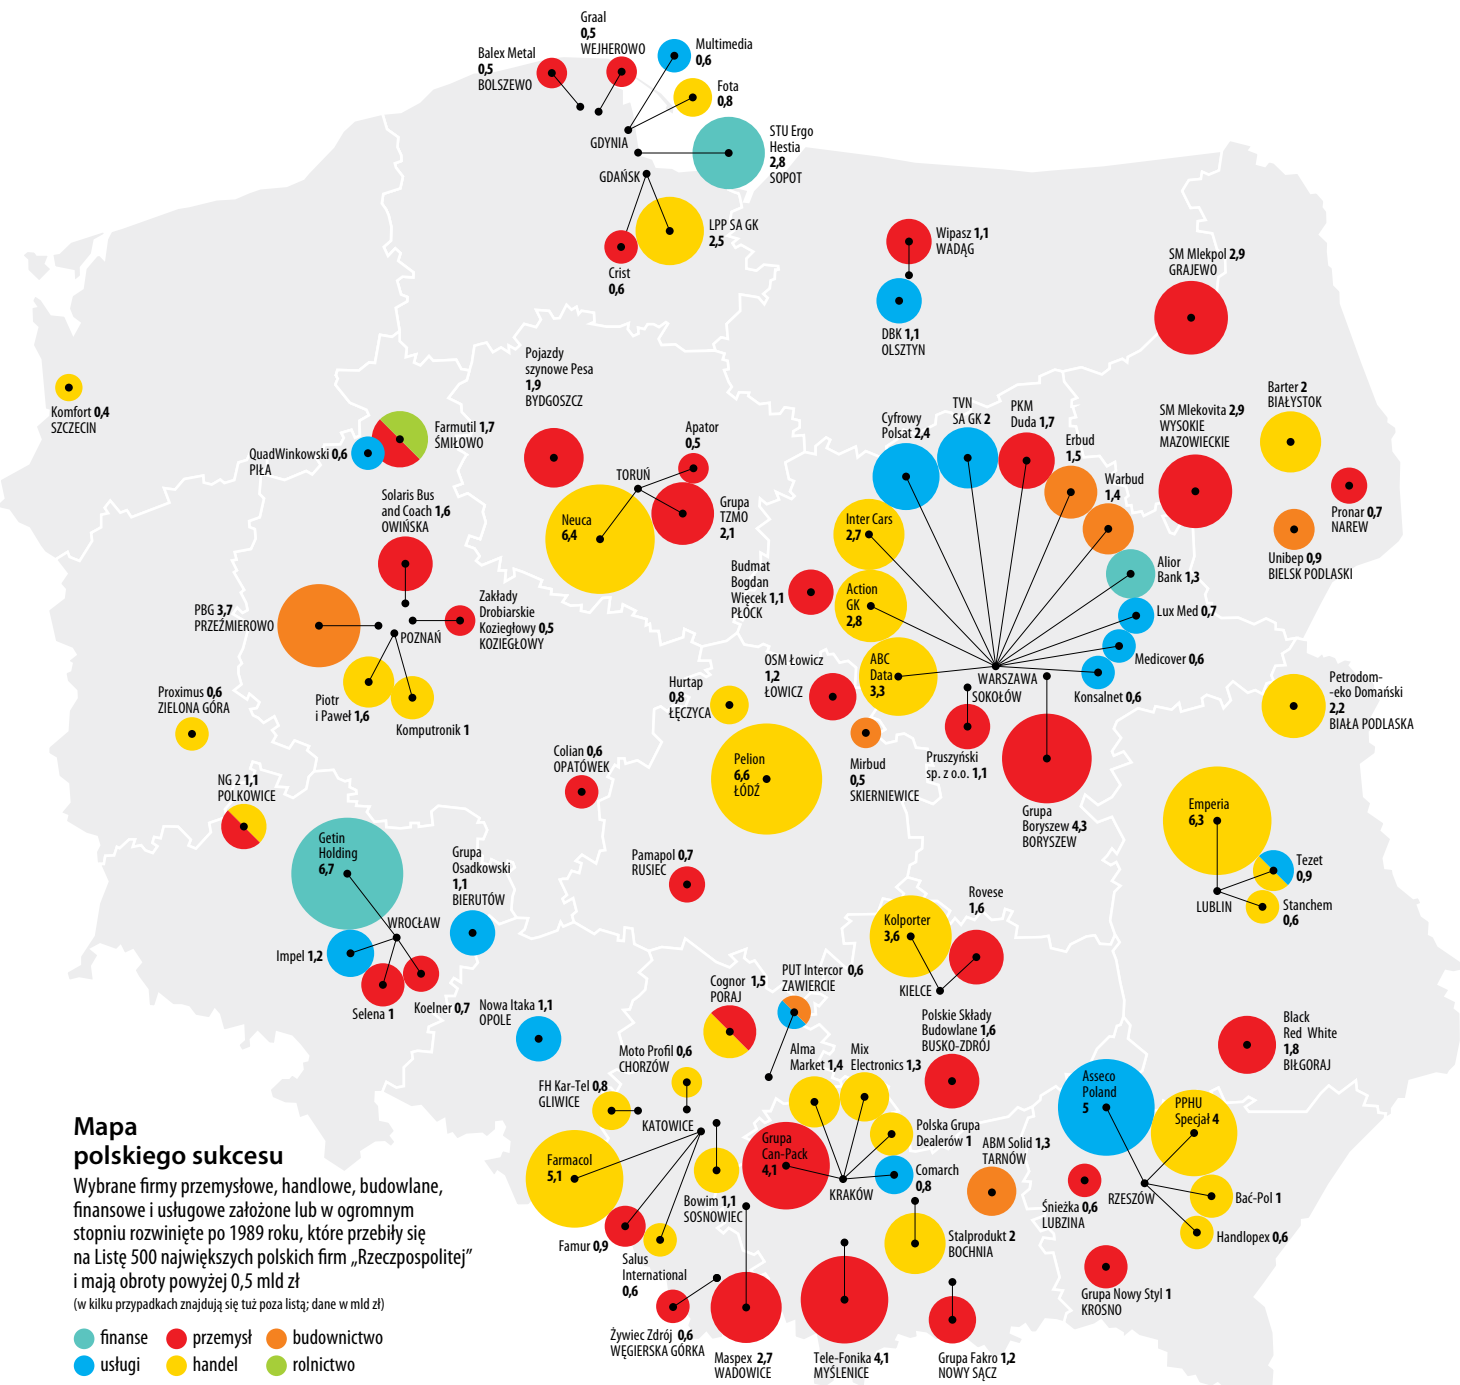 Graal
0,5
WEJHEROWO
Balex Metal
0,5
BOLSZEWO
Multimedia
0,6
Fota
0,8
GDYNIA
STU Ergo
Hestia
2,8
SOPOT
GDAŃSK
LPP SA GK
2,5
Crist
0,6
Wipasz 1,1
WADĄG
DBK 1,1
OLSZTYN
SM Mlekpol 2,9
GRAJEWO
Komfort 0,4
SZCZECIN
Pojazdy
szynowe Pesa
1,9
BYDGOSZCZ
Farmutil 1,7
ŚMIŁOWO
QuadWinkowski 0,6
PIŁA
Apator
0,5
TORUŃ
Grupa
TZMO
2,1
Neuca
6,4
Solaris Bus
and Coach 1,6
OWIŃSKA
Cyfrowy
Polsat 2,4
TVN
SA GK 2
PKM
Duda 1,7
Erbud
1,5
Warbud
1,4
SM Mlekovita 2,9
WYSOKIE
MAZOWIECKIE
Barter 2
BIAŁYSTOK
Pronar 0,7
NAREW
Unibep 0,9
BIELSK PODLASKI
Inter Cars
2,7
Alior
Bank 1,3
Budmat
Bogdan
Więcek 1,1
PŁOCK
Action
GK
2,8
Lux Med 0,7
PBG 3,7
PRZEŹMIEROWO
Zakłady
Drobiarskie
Koziegłowy 0,5
KOZIEGŁOWY
POZNAŃ
Piotr
i Paweł 1,6
Komputronik 1
Medicover 0,6
ABC
Data
3,3
WARSZAWA
Konsalnet 0,6
OSM Łowicz
1,2
ŁOWICZ
SOKOŁÓW
Hurtap
0,8
ŁĘCZYCA
Petrodom-
-eko Domański
2,2
BIAŁA PODLASKA
Proximus 0,6
ZIELONA GÓRA
Colian 0,6
OPATÓWEK
Pelion
6,6
ŁÓDŹ
Mirbud
0,5
SKIERNIEWICE
Pruszyński
sp. z o.o. 1,1
Grupa
Boryszew 4,3
BORYSZEW
NG 2 1,1
POLKOWICE
Emperia
6,3
Getin
Holding
6,7
Grupa
Osadkowski
1,1
BIERUTÓW
Pamapol 0,7
RUSIEC
Tezet
0,9
LUBLIN
Stanchem
0,6
Rovese
1,6
Kolporter
3,6
WROCŁAW
Impel 1,2
Selena 1
Koelner 0,7
KIELCE
Nowa Itaka 1,1
OPOLE
Cognor 1,5
PORAJ
PUT Intercor 0,6
ZAWIERCIE
Polskie Składy
Budowlane 1,6
BUSKO-ZDRÓJ
Black
Red White
1,8
BIŁGORAJ
Moto Profil 0,6
CHORZÓW
Alma
Market 1,4
Mix
Electronics 1,3
FH Kar-Tel 0,8
GLIWICE
Asseco
Poland
5
PPHU
Specjał 4
KATOWICE
Polska Grupa
Dealerów 1
ABM Solid 1,3
TARNÓW
Grupa
Can-Pack
4,1
Farmacol
5,1
Comarch
0,8
KRAKÓW
Śnieżka 0,6
LUBZINA
RZESZÓW
Bać-Pol 1
Handlopex 0,6
Bowim 1,1
SOSNOWIEC
Famur 0,9
Salus
International
0,6
Stalprodukt 2
BOCHNIA
Grupa Nowy Styl 1
KROSNO
Żywiec Zdrój 0,6
WĘGIERSKA GÓRKA
Maspex 2,7
WADOWICE
Tele-Fonika 4,1
MYŚLENICE
Grupa Fakro 1,2
NOWY SĄCZ
Mapa
polskiego sukcesu
Wybrane firmy przemysłowe, handlowe, budowlane,
finansowe i usługowe założone lub w ogromnym
stopniu rozwinięte po 1989 roku, które przebiły się
na Listę 500 największych polskich firm „Rzeczpospolitej”
i mają obroty powyżej 0,5 mld zł
(w kilku przypadkach znajdują się tuż poza listą; dane w mld zł)
finanse przemysł budownictwo
usługi handel rolnictwo